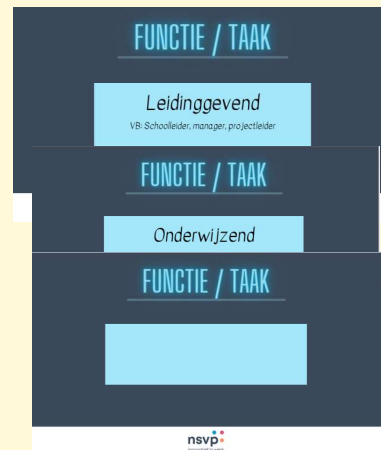 FUNCTIE / TAAK
Leidinggevend
VB: Schoolleider, manager, projectleider
FUNCTIE / TAAK
Onderwijzend
FUNCTIE / TAAK
nsvp